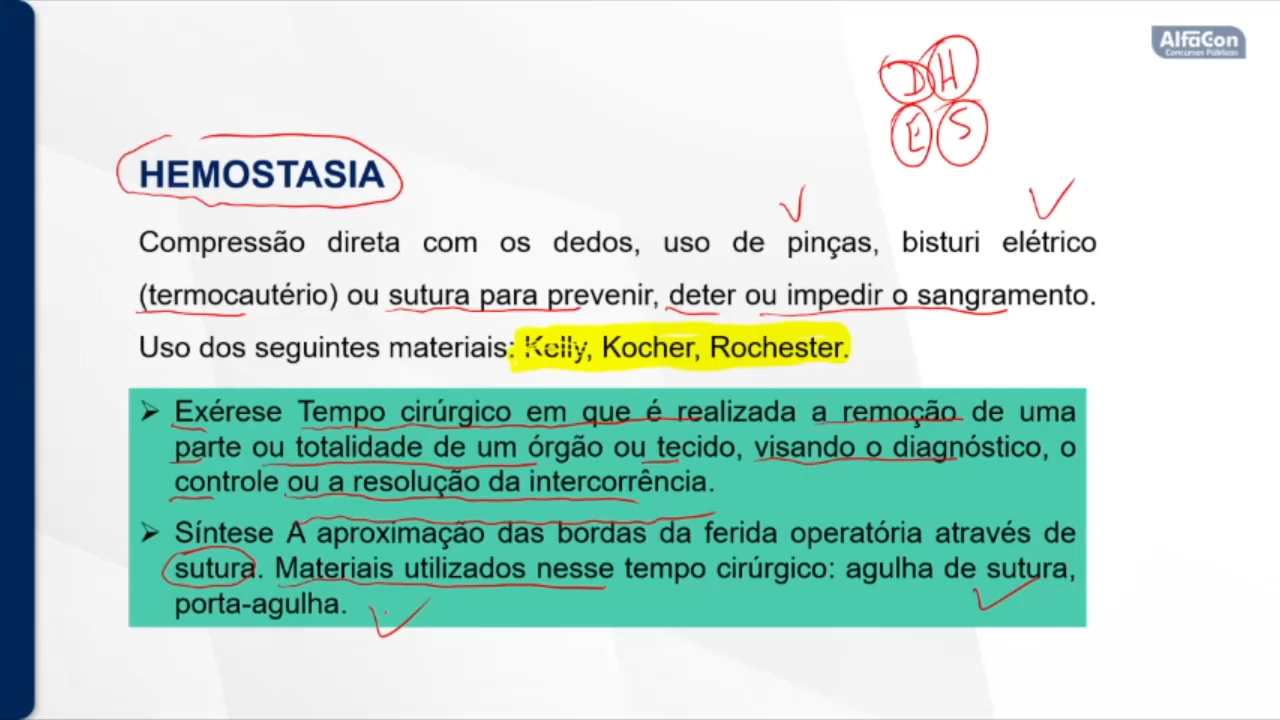 AlfaCon
Concursos Públicos
D H
E S
HEMOSTASIA
Compressão direta com os dedos, uso de pinças, bisturi elétrico
(termocautério) ou sutura para prevenir, deter ou impedir o sangramento.
Uso dos seguintes materiais: Kelly, Kocher, Rochester.
➢ Exérese Tempo cirúrgico em que é realizada a remoção de uma
parte ou totalidade de um órgão ou tecido, visando o diagnóstico, o
controle ou a resolução da intercorrência.
➢ Síntese A aproximação das bordas da ferida operatória através de
sutura. Materiais utilizados nesse tempo cirúrgico: agulha de sutura,
porta-agulha.